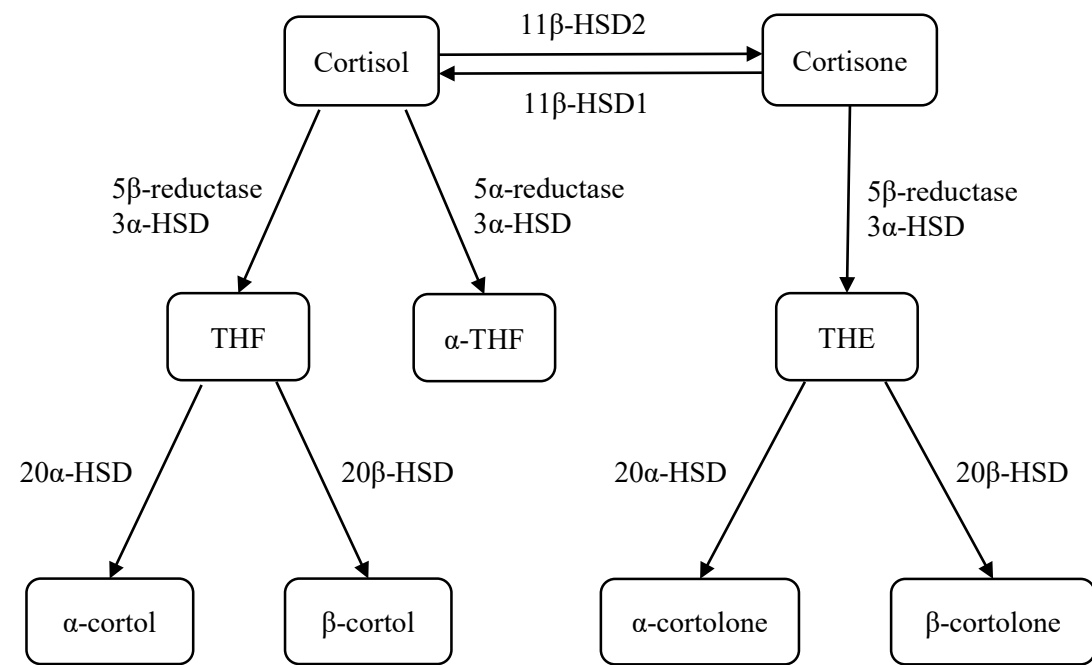 11β-HSD2
Cortisol
Cortisone
11β-HSD1
5β-reductase
3α-HSD
5α-reductase
3α-HSD
5β-reductase
3α-HSD
THF
α-THF
THE
20α-HSD
20β-HSD
20α-HSD
20β-HSD
α-cortol
β-cortol
α-cortolone
β-cortolone